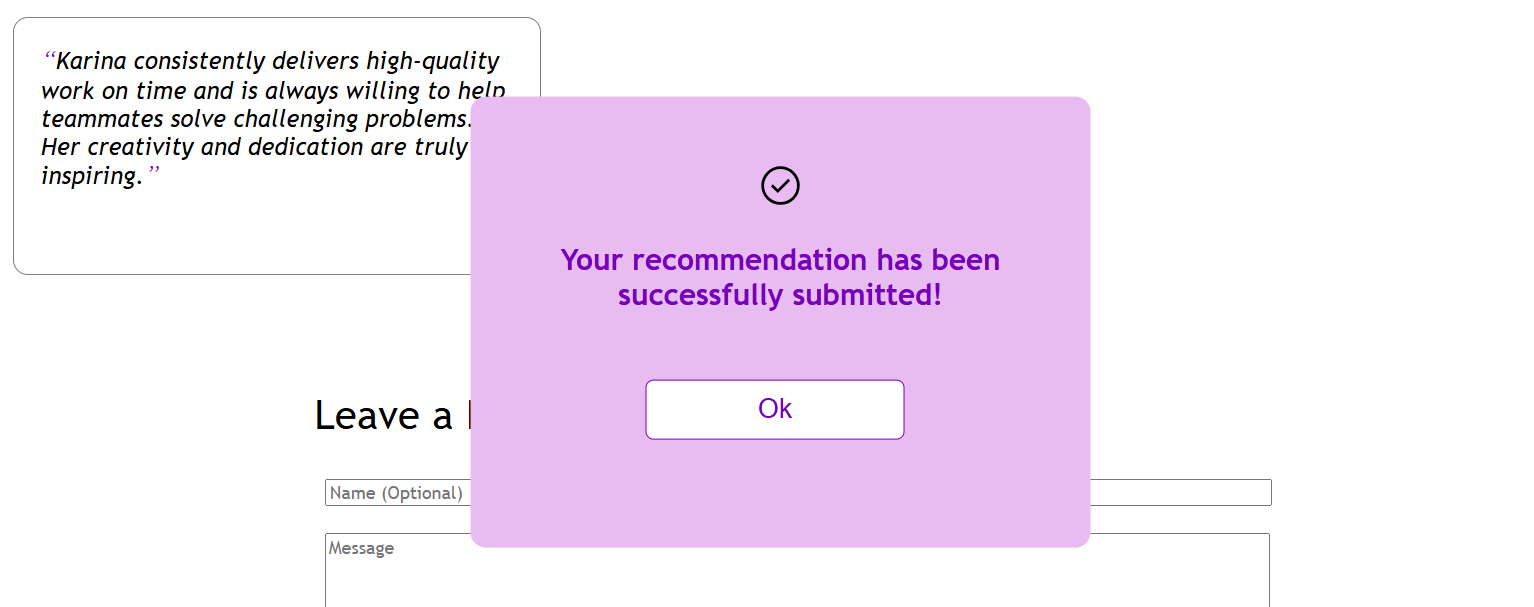 “Karina consistently delivers high-quality
work on time and is always willing to help
teammates solve challenging problems.
Her creativity and dedication are truly
inspiring.”
Your recommendation has been
successfully submitted!
Ok
Leave a
Name (Optional)
Message